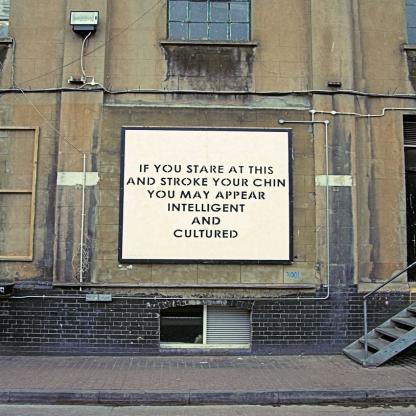 IF YOU STARE AT THIS
AND STROKE YOUR CHIN
YOU MAY APPEAR
INTELLIGENT
AND
CULTURED